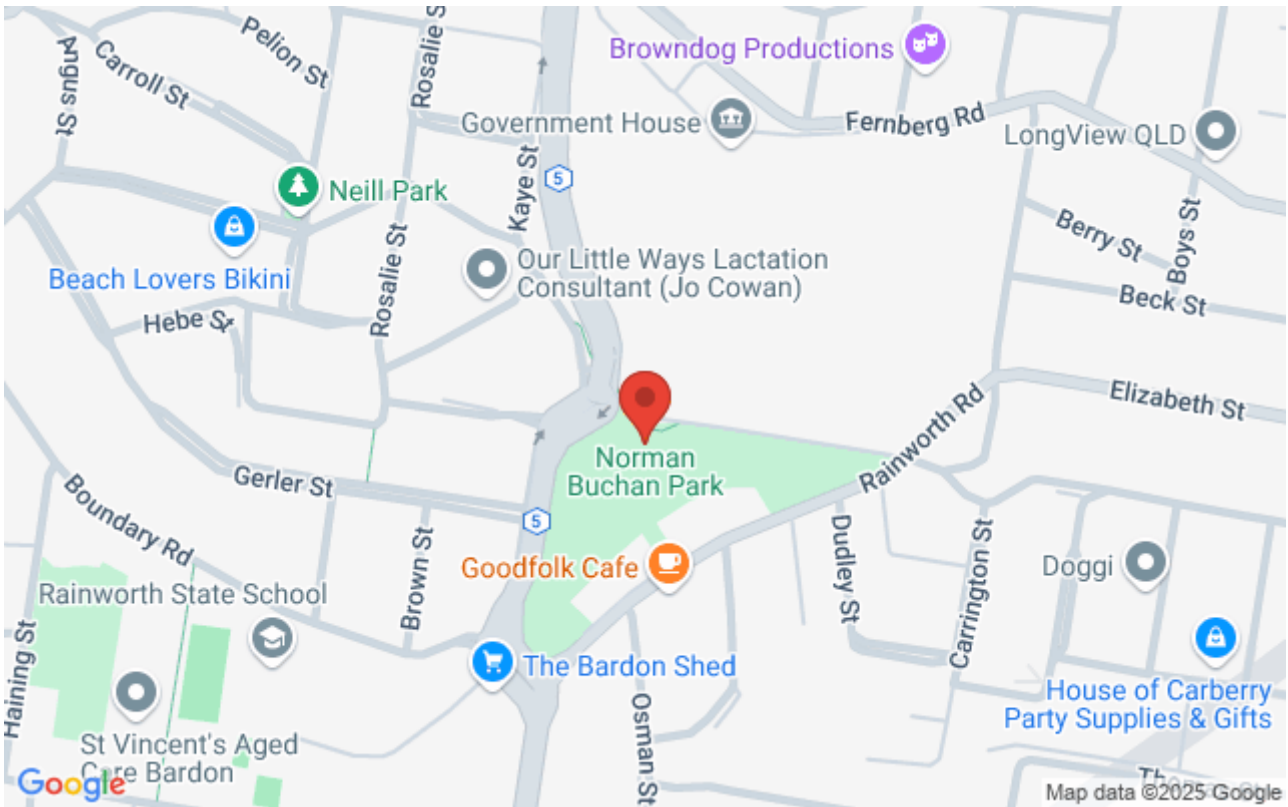 Pelion St
Rosalie St
Browndog Productions
Angus St
Carroll St
Government House
Fernberg Rd
LongView QLD
Kaye St
5
Neill Park
Boys St
Berry St
Our Little Ways Lactation
Consultant (Jo Cowan)
Beach Lovers Bikini
Rosalie St
Beck St
Hebe St
Elizabeth St
Rainworth Rd
Norman
Buchan Park
Gerler St
Boundary Rd
5
Brown St
Goodfolk Cafe
Dudley St
Carrington St
Doggi
Rainworth State School
Haining St
The Bardon Shed
Osman St
House of Carberry
Party Supplies & Gifts
St Vincent's Aged
Care Bardon
Google
Map data ©2025 Google